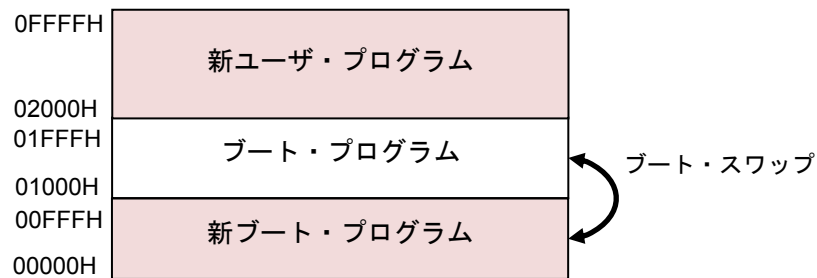 0FFFFH
新ユーザ・プログラム
02000H
01FFFH
ブート・プログラム
ブート・スワップ
01000H
00FFFH
新ブート・プログラム
00000H